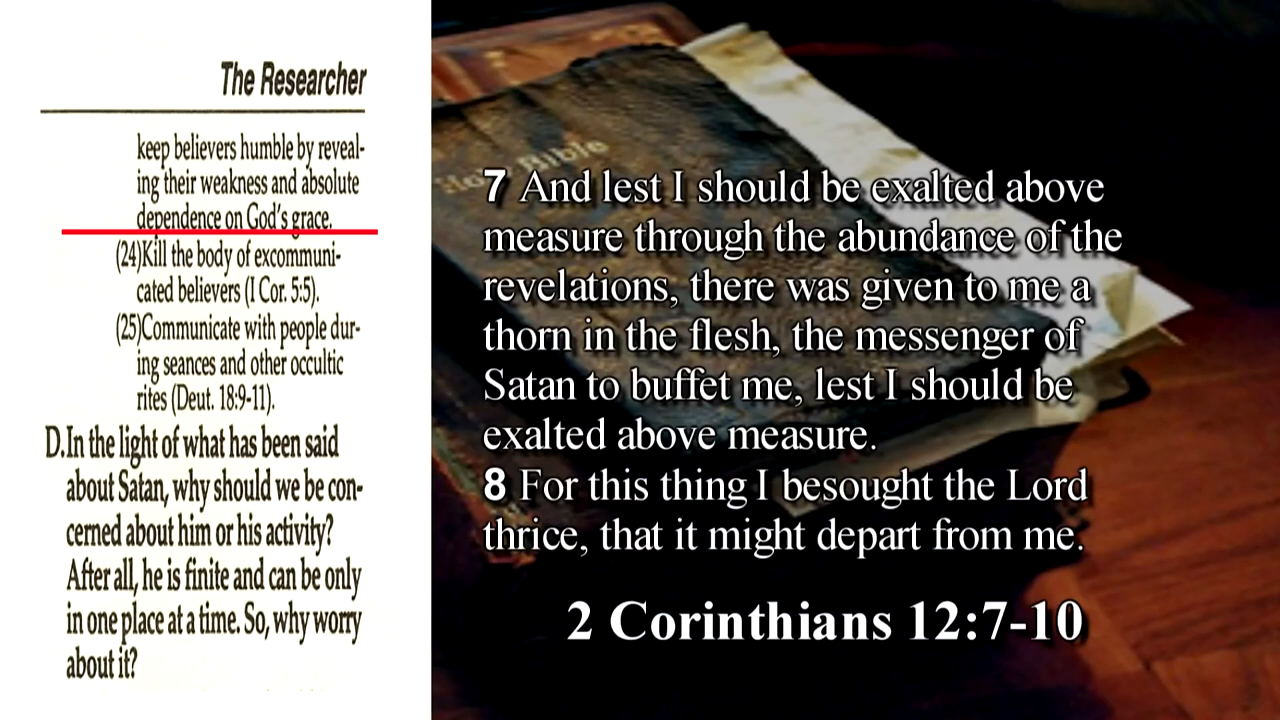 The Researcher
keep believers humble by reveal-
ing their weakness and absolute
dependence on God's grace.
(24)Kill the body of excommuni-
cated believers (I Cor. 5:5).
(25)Communicate with people dur-
ing seances and other occultic
rites (Deut. 18:9-11).
D.In the light of what has been said
about Satan, why should we be con-
cerned about him or his activity?
After all, he is finite and can be only
in one place at a time. So, why worry
about it?
Holy Bible
7 And lest I should be exalted above
measure through the abundance of the
revelations, there was given to me a
thorn in the flesh, the messenger of
Satan to buffet me, lest I should be
exalted above measure.
8 For this thing I besought the Lord
thrice, that it might depart from me.
2 Corinthians 12:7-10